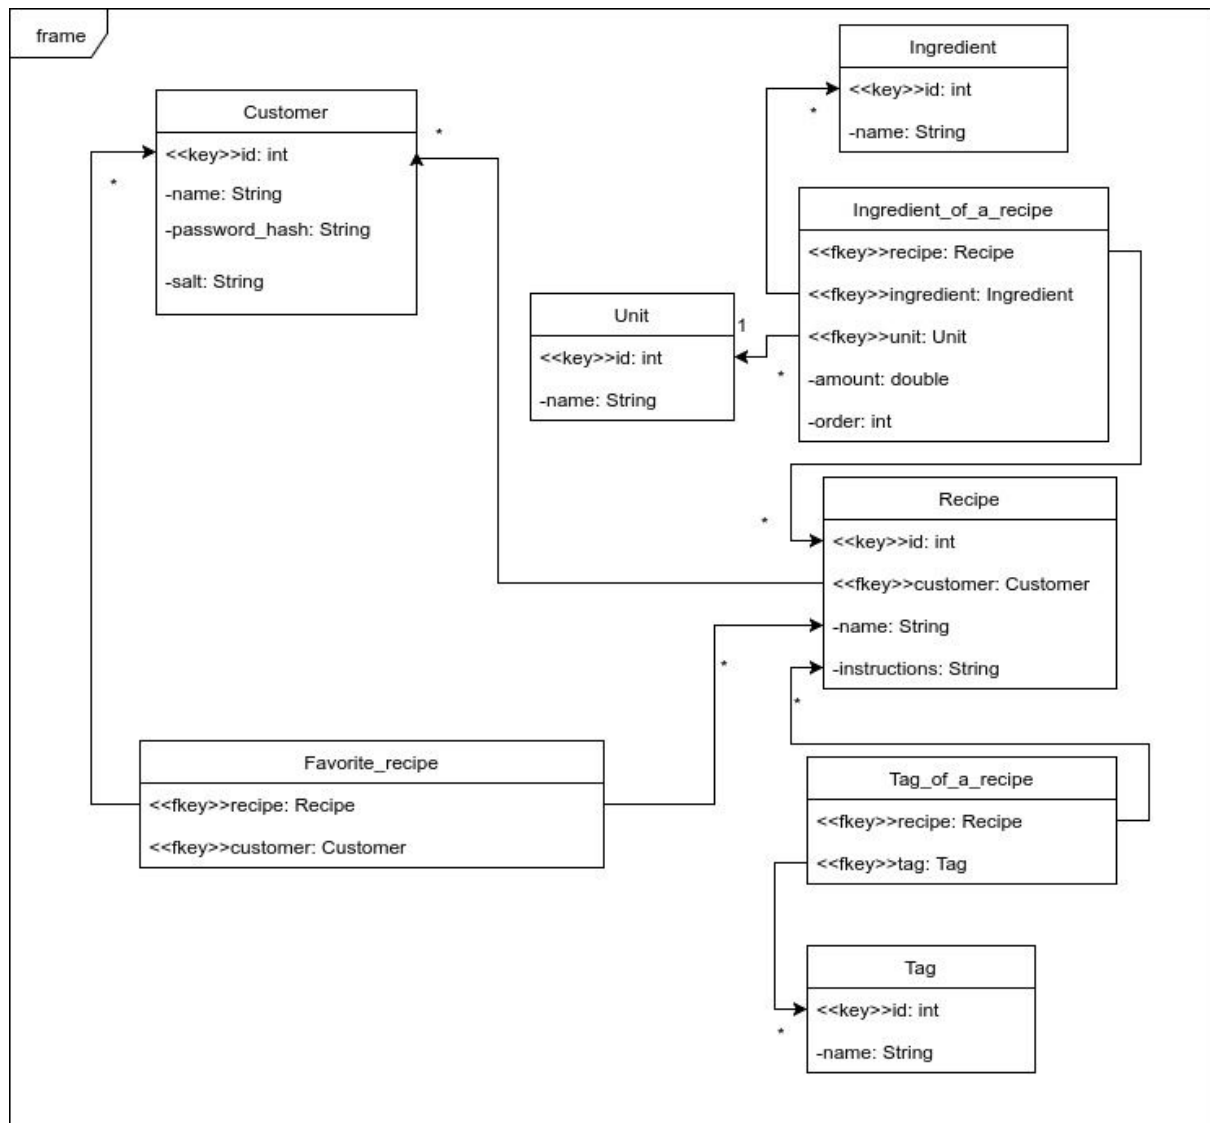 frame
Ingredient
<<key>>id: int
-name: String
Customer
<<key>>id: int
-name: String
-password_hash: String
-salt: String
*
*
*
Ingredient_of_a_recipe
<<fkey>>recipe: Recipe
<<fkey>>ingredient: Ingredient
<<fkey>>unit: Unit
-amount: double
-order: int
Unit
<<key>>id: int
-name: String
1
*
Recipe
<<key>>id: int
<<fkey>>customer: Customer
-name: String
-instructions: String
*
*
*
Favorite_recipe
<<fkey>>recipe: Recipe
<<fkey>>customer: Customer
Tag_of_a_recipe
<<fkey>>recipe: Recipe
<<fkey>>tag: Tag
Tag
<<key>>id: int
-name: String
*